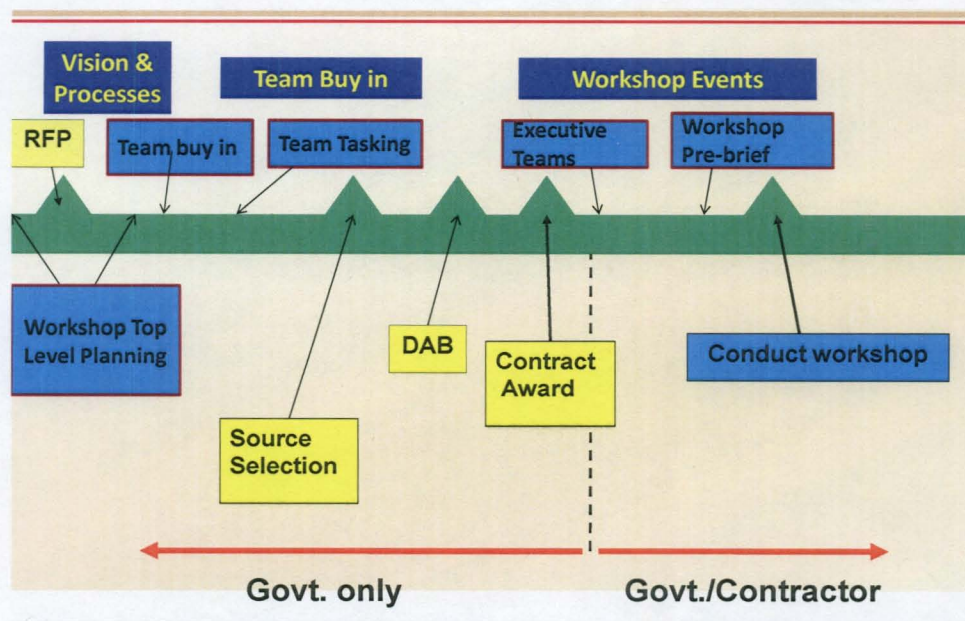 Vision &
Processes
Team Buy in
Workshop Events
RFP
Team buy in
Team Tasking
Executive
Teams
Workshop
Pre-brief
Workshop Top
Level Planning
DAB
Contract
Award
Conduct workshop
Source
Selection
Govt. only
Govt./Contractor